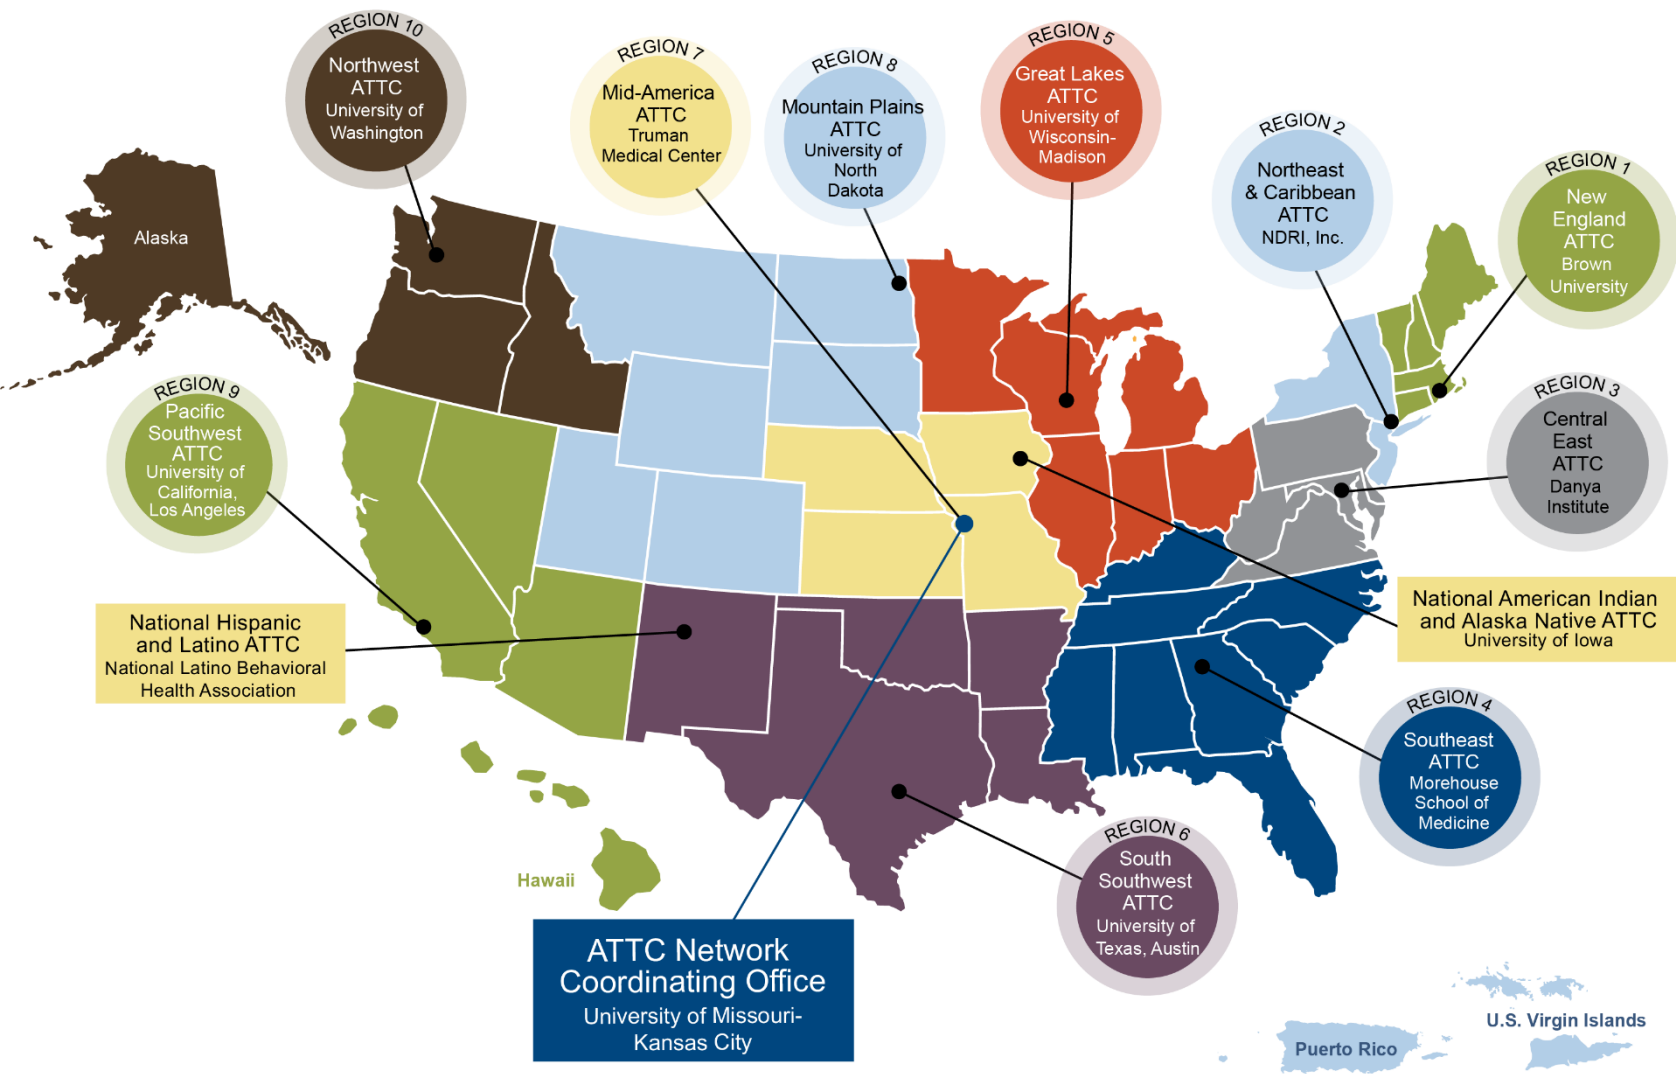 REGION 10
Northwest
ATTC
University of
Washington
REGION 7
Mid-America
ATTC
Truman
Medical Center
REGION 8
Mountain Plains
ATTC
University of
North
Dakota
REGION 5
Great Lakes
ATTC
University of
Wisconsin-
Madison
REGION 2
Northeast
& Caribbean
ATTC
NDRI, Inc.
REGION 1
New
England
ATTC
Brown
University
Alaska
REGION 9
Pacific
Southwest
ATTC
University of
California,
Los Angeles
REGION 3
Central
East
ATTC
Danya
Institute
National Hispanic
and Latino ATTC
National Latino Behavioral
Health Association
National American Indian
and Alaska Native ATTC
University of Iowa
REGION 4
Southeast
ATTC
Morehouse
School of
Medicine
REGION 6
South
Southwest
ATTC
University of
Texas, Austin
Hawaii
ATTC Network
Coordinating Office
University of Missouri-
Kansas City
U.S. Virgin Islands
Puerto Rico